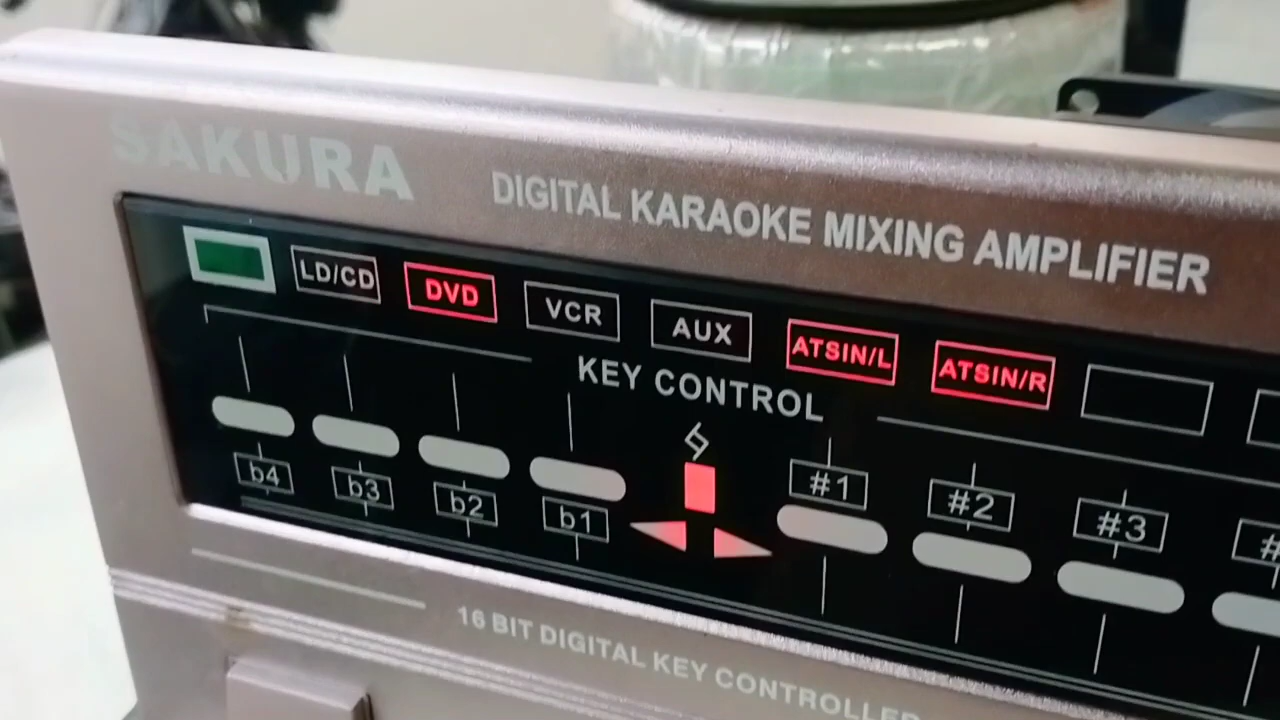 SAKURA
DIGITAL KARAOKE MIXING AMPLIFIER
LD/CD DVD VCR AUX ATSIN/L ATSIN/R
KEY CONTROL
b4 b3 b2 b1 #1 #2 #3 #
16 BIT DIGITAL KEY CONTROLLER